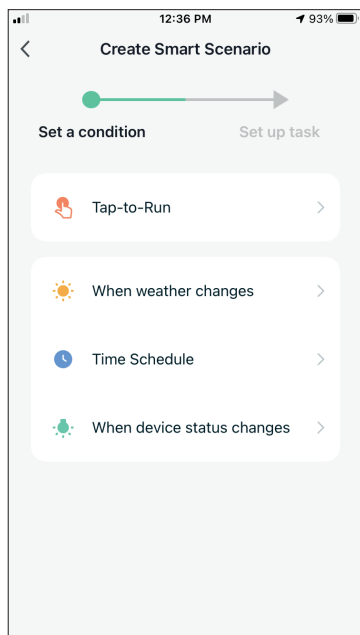 12:36 PM 93%
Create Smart Scenario
Set a condition Set up task
Tap-to-Run
When weather changes
Time Schedule
When device status changes